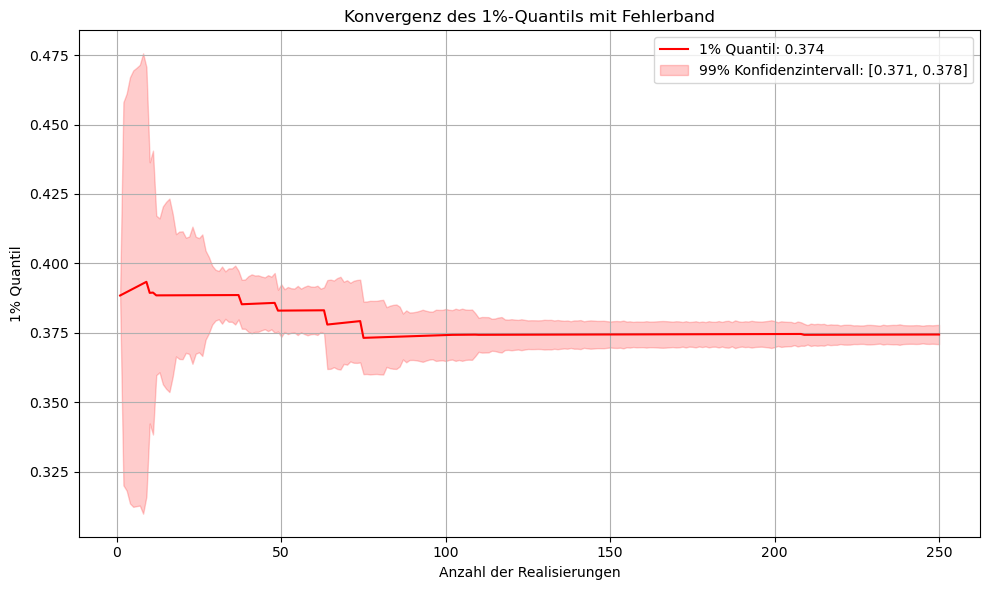 Konvergenz des 1%-Quantils mit Fehlerband
1% Quantil: 0.374
99% Konfidenzintervall: [0.371, 0.378]
1% Quantil
0.475
0.450
0.425
0.400
0.375
0.350
0.325
0
50
100
150
200
250
Anzahl der Realisierungen